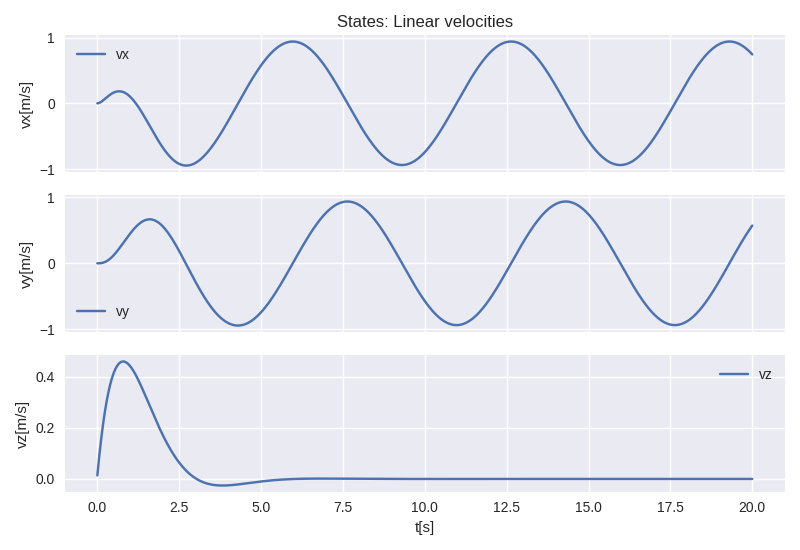 States: Linear velocities
1
0
−1
vx[m/s]
vx
1
0
−1
vy[m/s]
vy
0.4
0.2
0.0
vz[m/s]
vz
0.0 2.5 5.0 7.5 10.0 12.5 15.0 17.5 20.0
t[s]